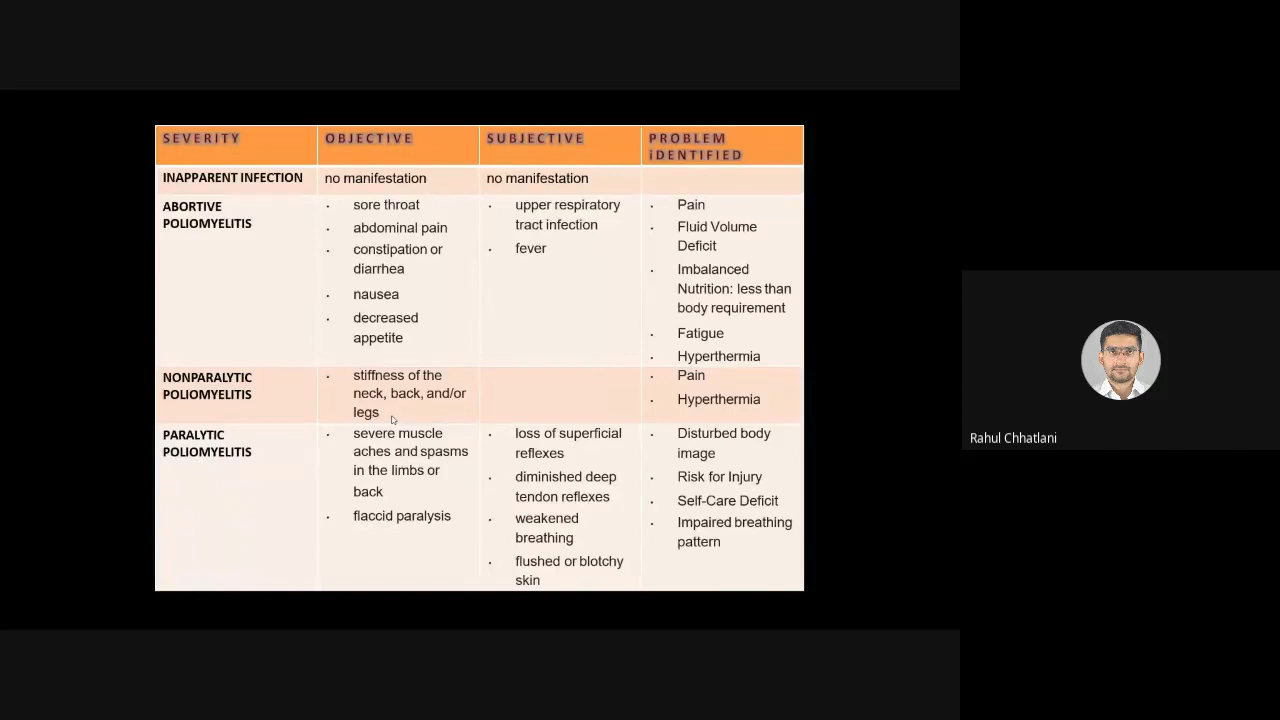 SEVERITY
OBJECTIVE
SUBJECTIVE
PROBLEM
iDENTIFIED
INAPPARENT INFECTION
no manifestation
no manifestation
ABORTIVE
POLIOMYELITIS
• sore throat
• abdominal pain
• constipation or
diarrhea
• nausea
• decreased
appetite
• upper respiratory
tract infection
• fever
• Pain
• Fluid Volume
Deficit
• Imbalanced
Nutrition: less than
body requirement
• Fatigue
• Hyperthermia
NONPARALYTIC
POLIOMYELITIS
• stiffness of the
neck, back, and/or
legs
• Pain
• Hyperthermia
PARALYTIC
POLIOMYELITIS
• severe muscle
aches and spasms
in the limbs or
back
• flaccid paralysis
• loss of superficial
reflexes
• diminished deep
tendon reflexes
• weakened
breathing
• flushed or blotchy
skin
• Disturbed body
image
• Risk for Injury
• Self-Care Deficit
• Impaired breathing
pattern
Rahul Chhatlani